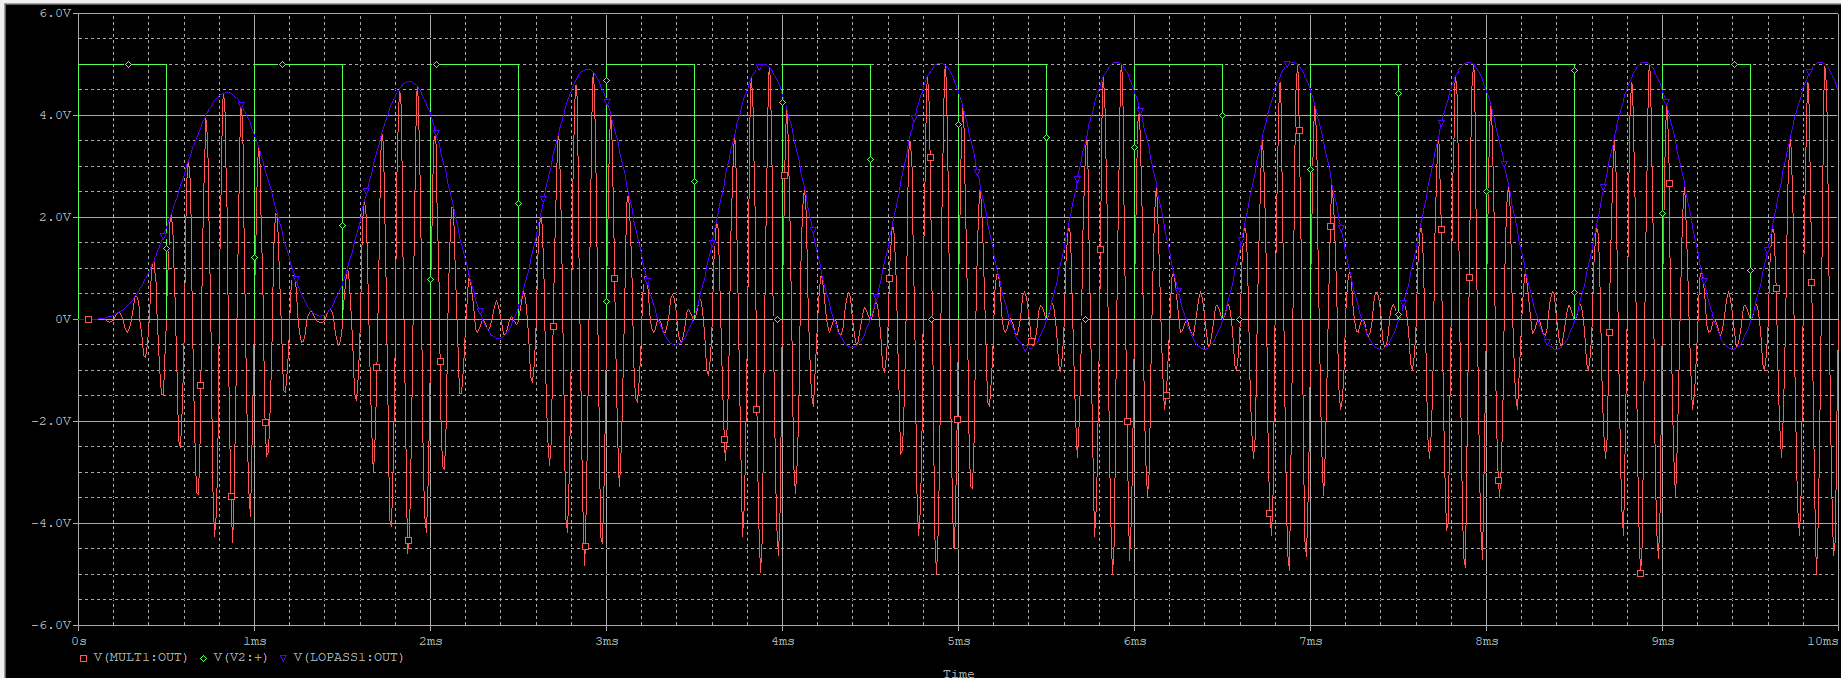 6.0V
4.0V
2.0V
0V
-2.0V
-4.0V
-6.0V
0s 1ms 2ms 3ms 4ms 5ms 6ms 7ms 8ms 9ms 10ms
V(MULT1:OUT) V(V2:+) V(LOPASS1:OUT)
Time